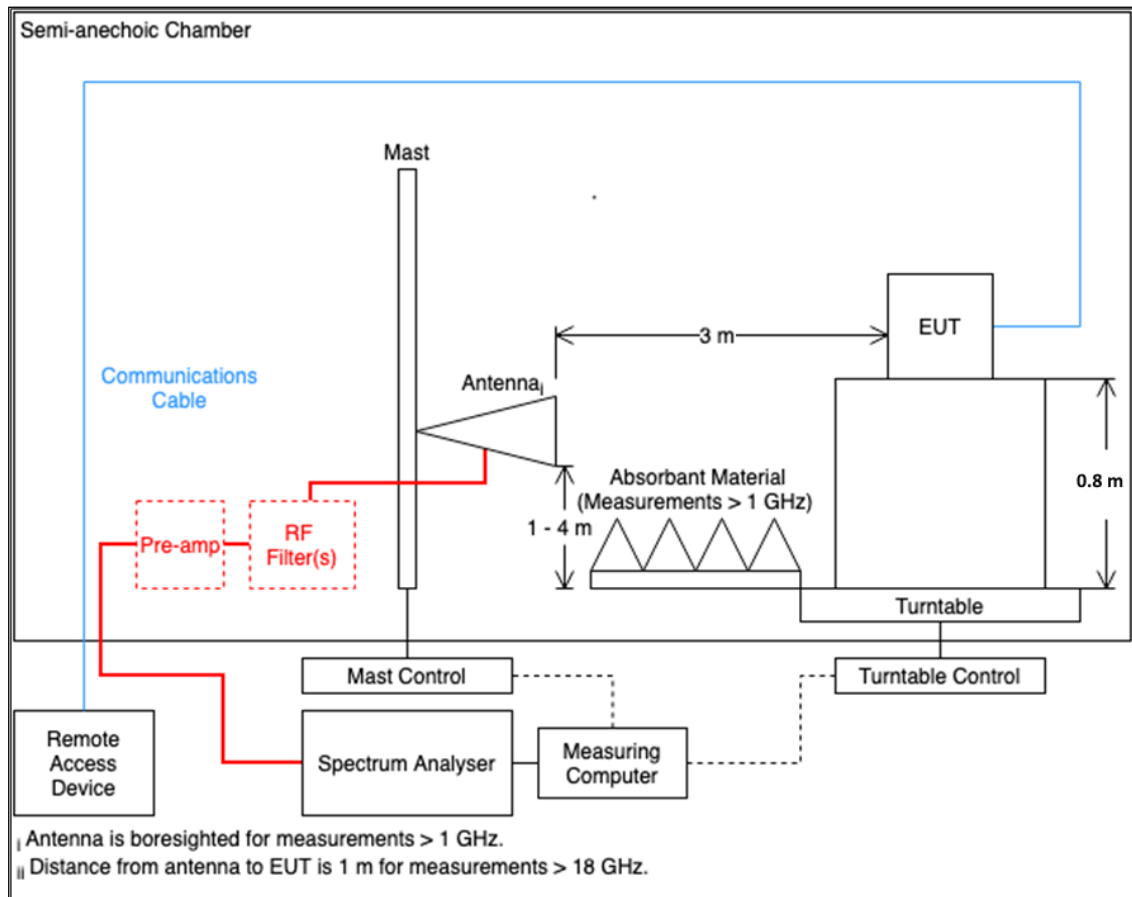 Semi-anechoic Chamber
Mast
EUT
3 m
Communications
Cable
Antennai
Absorbant Material
(Measurements > 1 GHz)
0.8 m
1 - 4 m
Pre-amp
RF
Filter(s)
Turntable
Mast Control
Turntable Control
Remote
Access
Device
Spectrum Analyser
Measuring
Computer
i Antenna is boresighted for measurements > 1 GHz.
ii Distance from antenna to EUT is 1 m for measurements > 18 GHz.